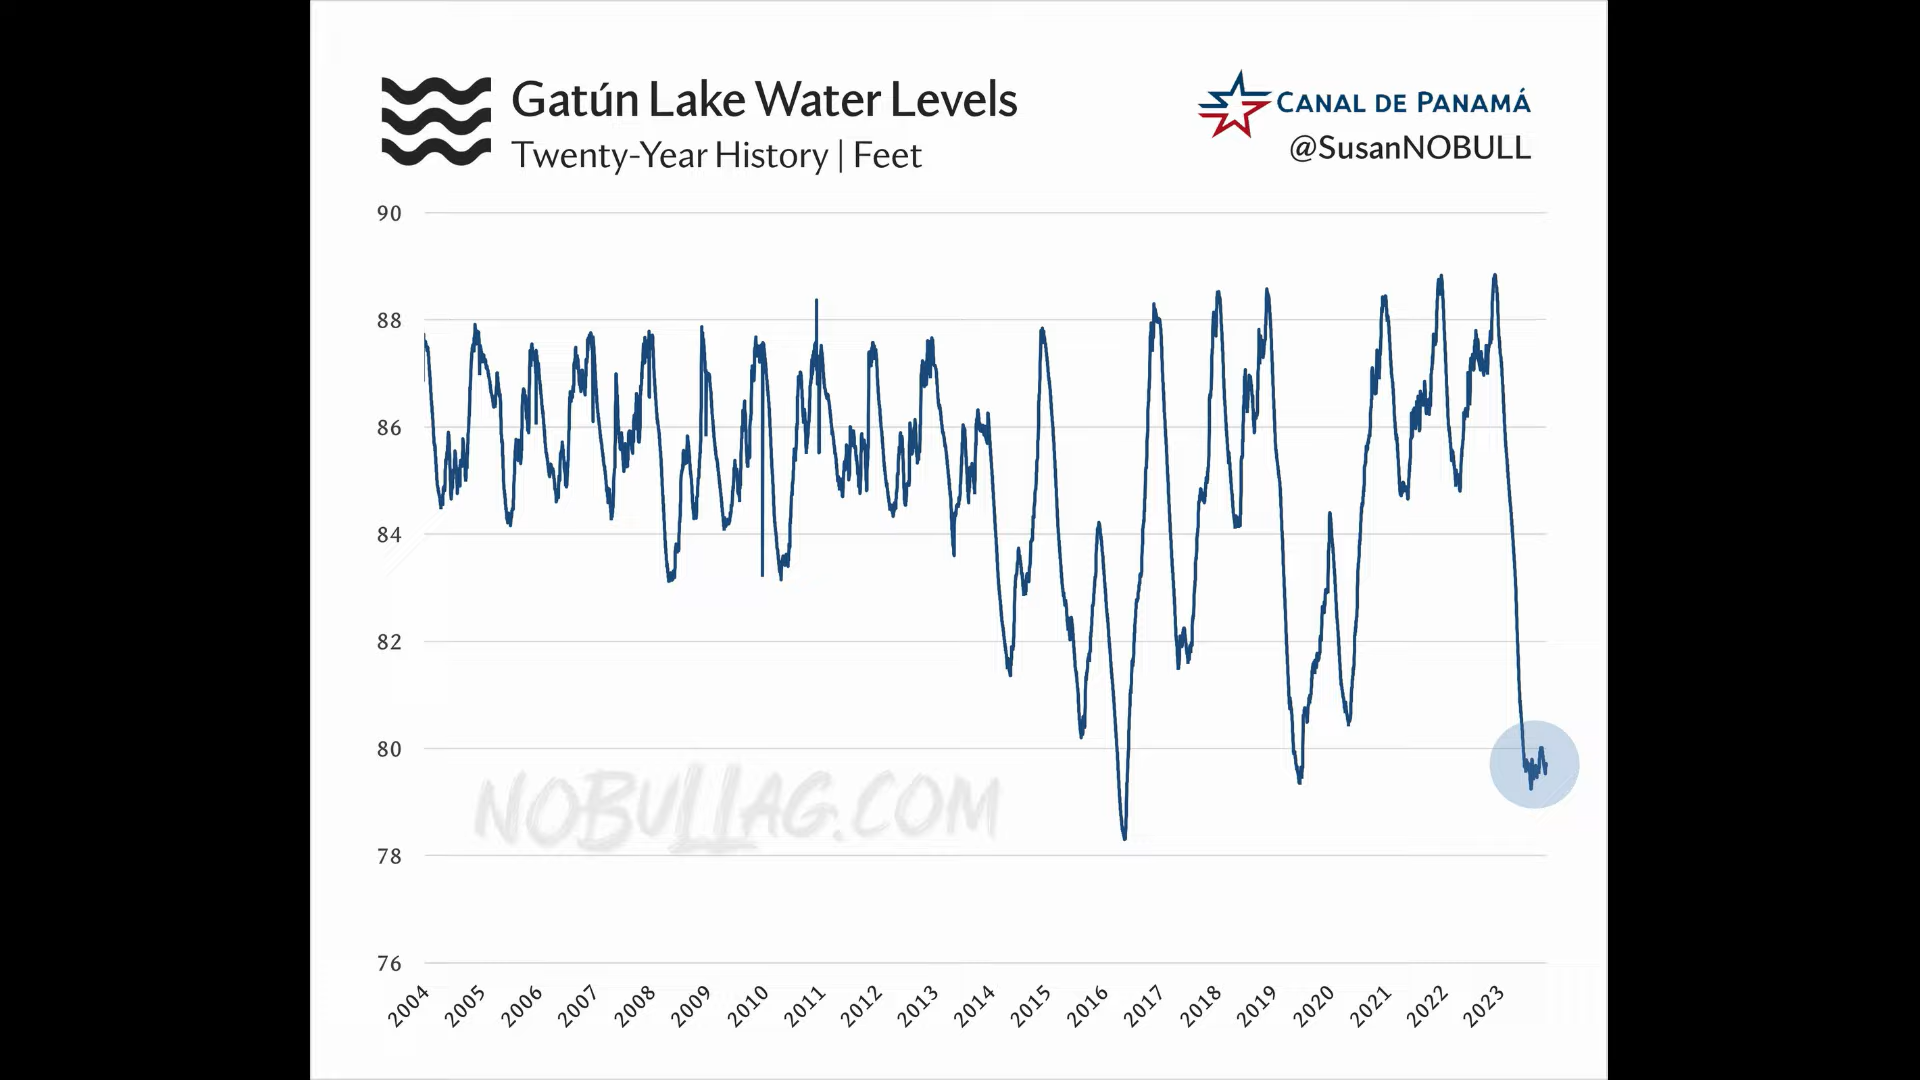 Gatún Lake Water Levels
Twenty-Year History | Feet
CANAL DE PANAMÁ
@SusanNOBULL
90
88
86
84
82
80
78
76
NOBULLAG.COM
2004 2005 2006 2007 2008 2009 2010 2011 2012 2013 2014 2015 2016 2017 2018 2019 2020 2021 2022 2023